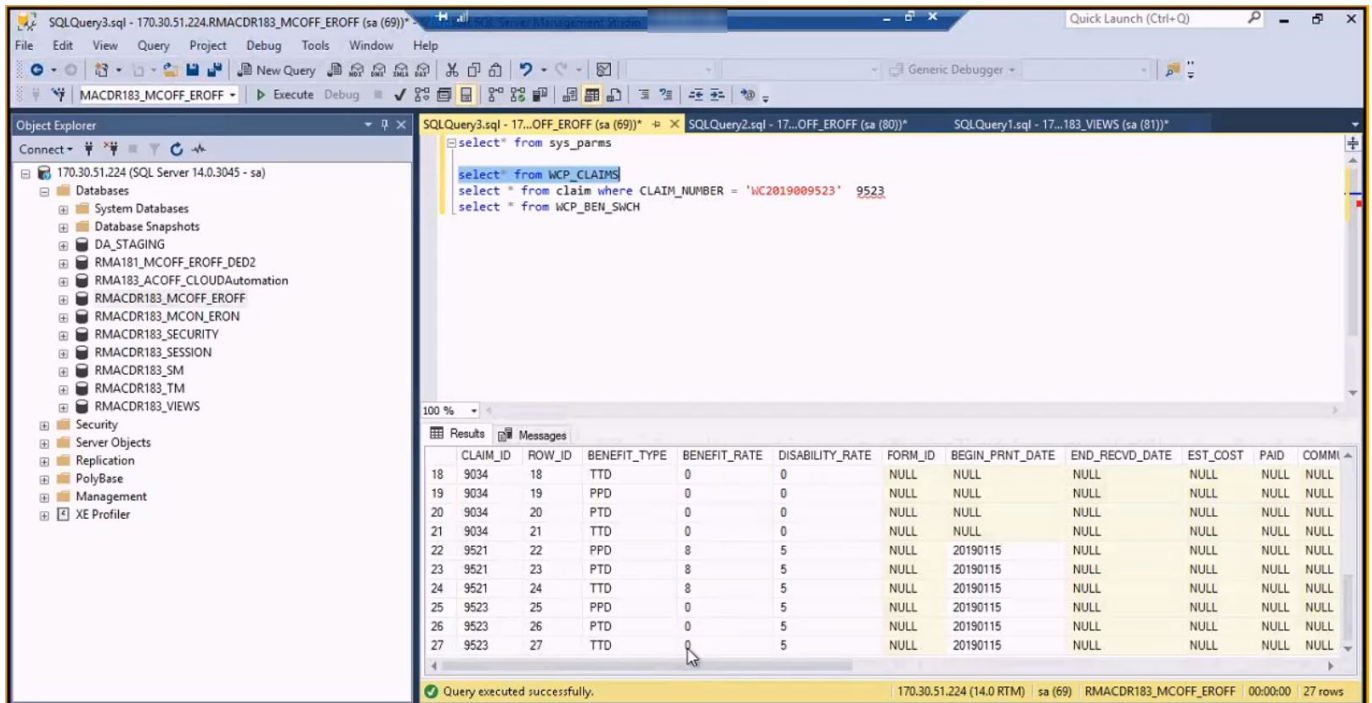 SQLQuery3.sql - 170.30.51.224.RMACDR183_MCOFF_EROFF (sa (69))* - SQL Server Management Studio
Quick Launch (Ctrl+Q)
File Edit View Query Project Debug Tools Window Help
New Query Generic Debugger
MACDR183_MCOFF_EROFF Execute Debug
Object Explorer
SQLQuery3.sql - 17...OFF_EROFF (sa (69))* SQLQuery2.sql - 17...OFF_EROFF (sa (80))* SQLQuery1.sql - 17...183_VIEWS (sa (81))*
Connect
170.30.51.224 (SQL Server 14.0.3045 - sa)
Databases
System Databases
Database Snapshots
DA_STAGING
RMA181_MCOFF_EROFF_DED2
RMA183_ACOFF_CLOUDAutomation
RMACDR183_MCOFF_EROFF
RMACDR183_MCON_ERON
RMACDR183_SECURITY
RMACDR183_SESSION
RMACDR183_SM
RMACDR183_TM
RMACDR183_VIEWS
Security
Server Objects
Replication
PolyBase
Management
XE Profiler
select* from sys_parms
select* from WCP_CLAIMS
select * from claim where CLAIM_NUMBER = 'WC2019009523' 9523
select * from WCP_BEN_SWCH
100 %
Results Messages
CLAIM_ID ROW_ID BENEFIT_TYPE BENEFIT_RATE DISABILITY_RATE FORM_ID BEGIN_PRNT_DATE END_RECVD_DATE EST_COST PAID
18 9034 18 TTD 0 0 NULL NULL NULL NULL NULL NULL
19 9034 19 PPD 0 0 NULL NULL NULL NULL NULL NULL
20 9034 20 PTD 0 0 NULL NULL NULL NULL NULL NULL
21 9034 21 TTD 0 0 NULL NULL NULL NULL NULL NULL
22 9521 22 PPD 8 5 NULL 20190115 NULL NULL NULL NULL
23 9521 23 PTD 8 5 NULL 20190115 NULL NULL NULL NULL
24 9521 24 TTD 8 5 NULL 20190115 NULL NULL NULL NULL
25 9523 25 PPD 0 5 NULL 20190115 NULL NULL NULL NULL
26 9523 26 PTD 0 5 NULL 20190115 NULL NULL NULL NULL
27 9523 27 TTD 0 5 NULL 20190115 NULL NULL NULL NULL
Query executed successfully. 170.30.51.224 (14.0 RTM) sa (69) RMACDR183_MCOFF_EROFF 00:00:00 27 rows